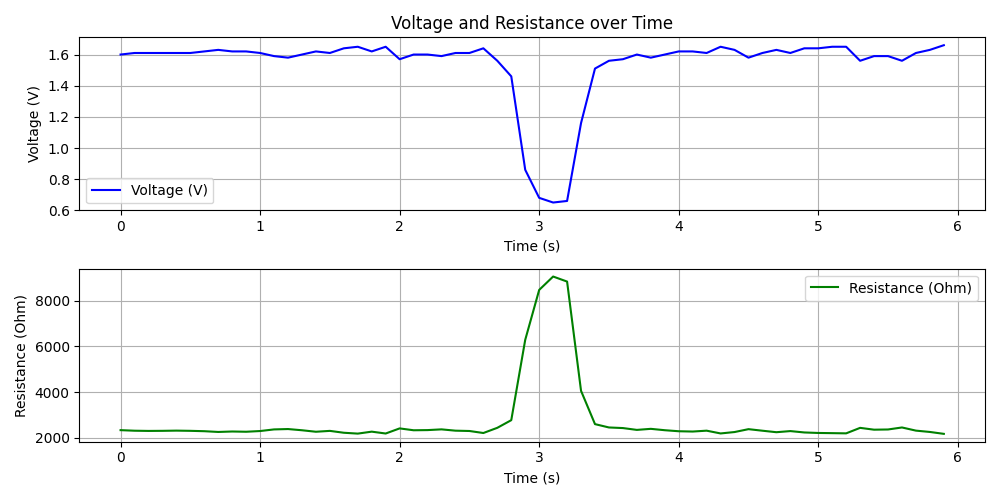 Voltage and Resistance over Time
Voltage (V)
1.6
1.4
1.2
1.0
0.8
0.6
Voltage (V)
0 1 2 3 4 5 6
Time (s)
Resistance (Ohm)
8000
6000
4000
2000
Resistance (Ohm)
0 1 2 3 4 5 6
Time (s)